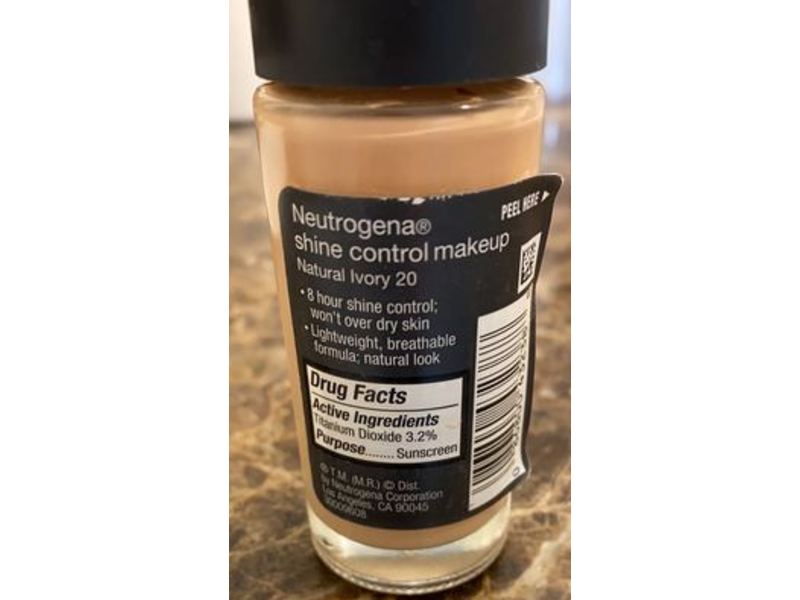 PEEL HERE
Neutrogena®
shine control makeup
Natural Ivory 20
• 8 hour shine control;
won't over dry skin
• Lightweight, breathable
formula; natural look
Drug Facts
Active Ingredients
Titanium Dioxide 3.2%
Purpose........ Sunscreen
® T.M. (M.R.) © Dist.
by Neutrogena Corporation
Los Angeles, CA 90045